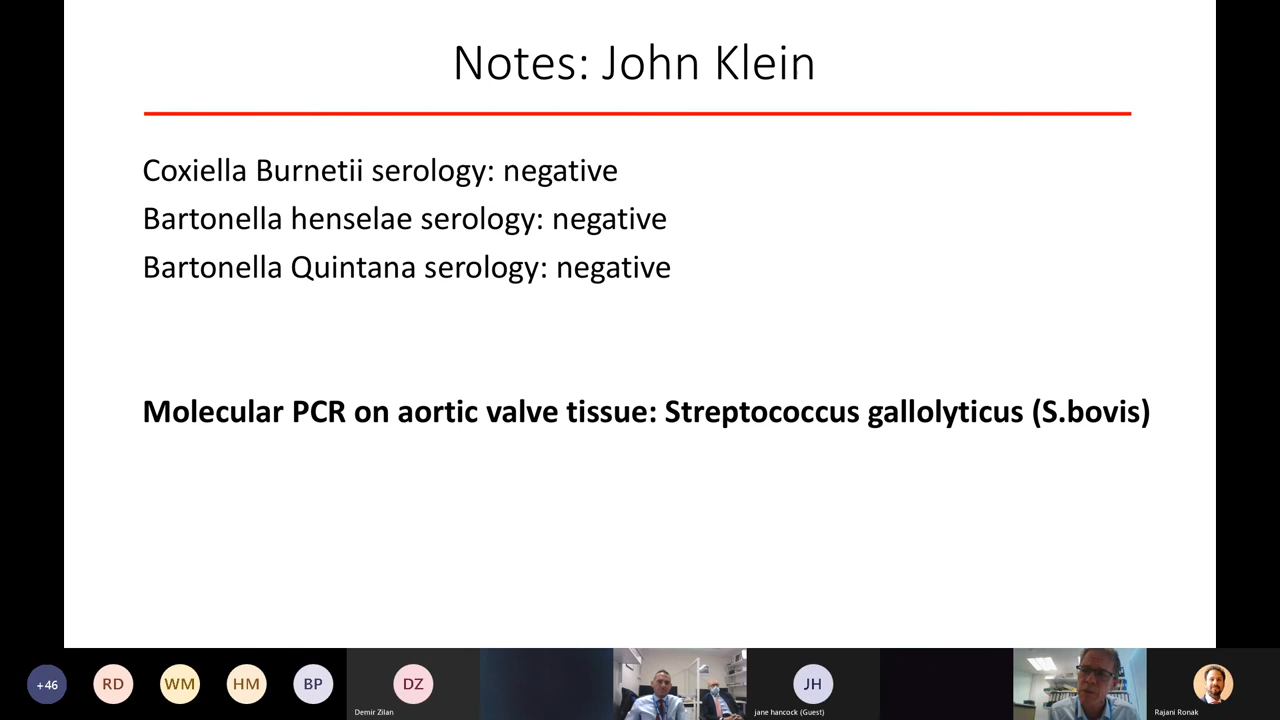 Notes: John Klein
Coxiella Burnetii serology: negative
Bartonella henselae serology: negative
Bartonella Quintana serology: negative
Molecular PCR on aortic valve tissue: Streptococcus gallolyticus (S.bovis)
+46
RD
WM
HM
BP
DZ
JH
Demir Zilan
jane hancock (Guest)
Rajani Ronak